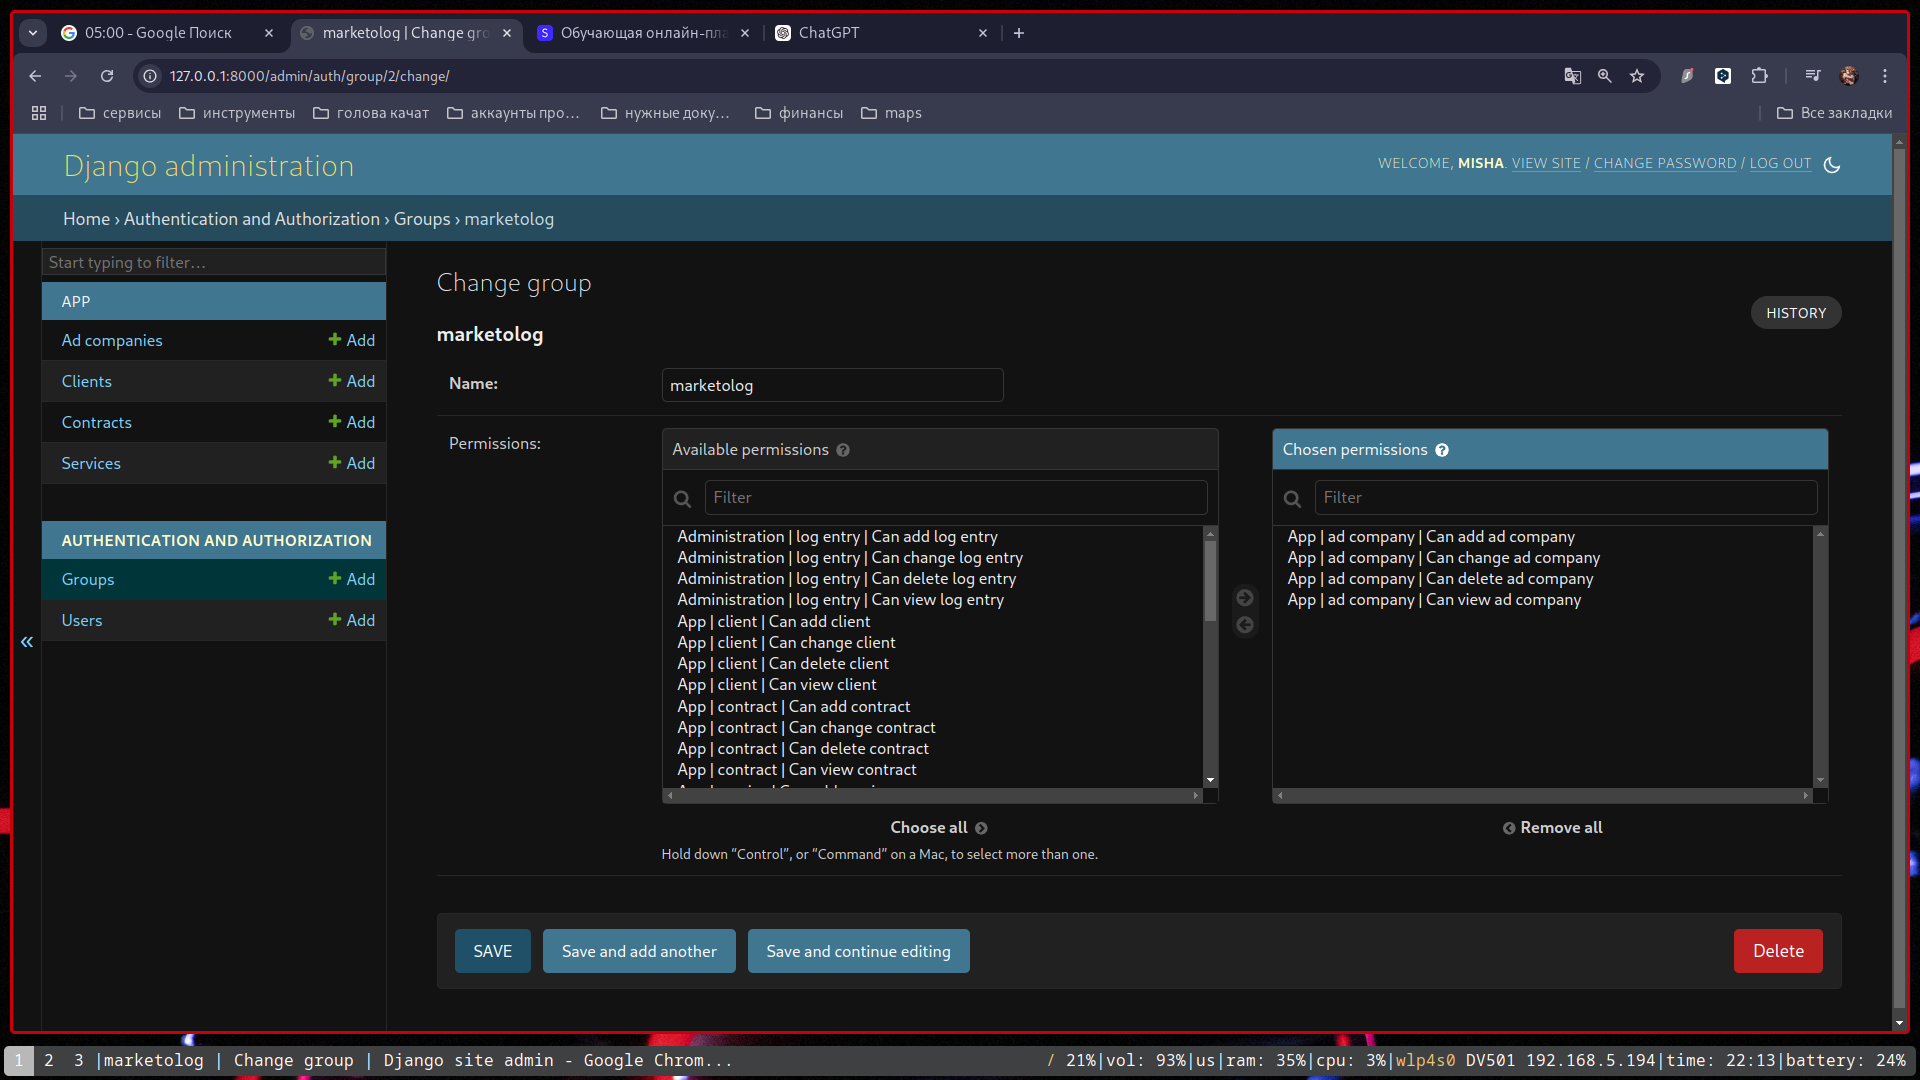 05:00 - Google Поиск
marketolog | Change gro
Обучающая онлайн-пла
ChatGPT
127.0.0.1:8000/admin/auth/group/2/change/
сервисы
инструменты
голова качат
аккаунты про...
нужные доку...
финансы
maps
Все закладки
Django administration
WELCOME, MISHA. VIEW SITE / CHANGE PASSWORD / LOG OUT
Home › Authentication and Authorization › Groups › marketolog
Start typing to filter...
APP
Ad companies + Add
Clients + Add
Contracts + Add
Services + Add
AUTHENTICATION AND AUTHORIZATION
Groups + Add
Users + Add
«
Change group
HISTORY
marketolog
Name:
marketolog
Permissions:
Available permissions ?
Filter
Administration | log entry | Can add log entry
Administration | log entry | Can change log entry
Administration | log entry | Can delete log entry
Administration | log entry | Can view log entry
App | client | Can add client
App | client | Can change client
App | client | Can delete client
App | client | Can view client
App | contract | Can add contract
App | contract | Can change contract
App | contract | Can delete contract
App | contract | Can view contract
Choose all
Hold down “Control”, or “Command” on a Mac, to select more than one.
Chosen permissions ?
Filter
App | ad company | Can add ad company
App | ad company | Can change ad company
App | ad company | Can delete ad company
App | ad company | Can view ad company
Remove all
SAVE
Save and add another
Save and continue editing
Delete
1 2 3 |marketolog | Change group | Django site admin - Google Chrom...
/ 21%|vol: 93%|us|ram: 35%|cpu: 3%|wlp4s0 DV501 192.168.5.194|time: 22:13|battery: 24%